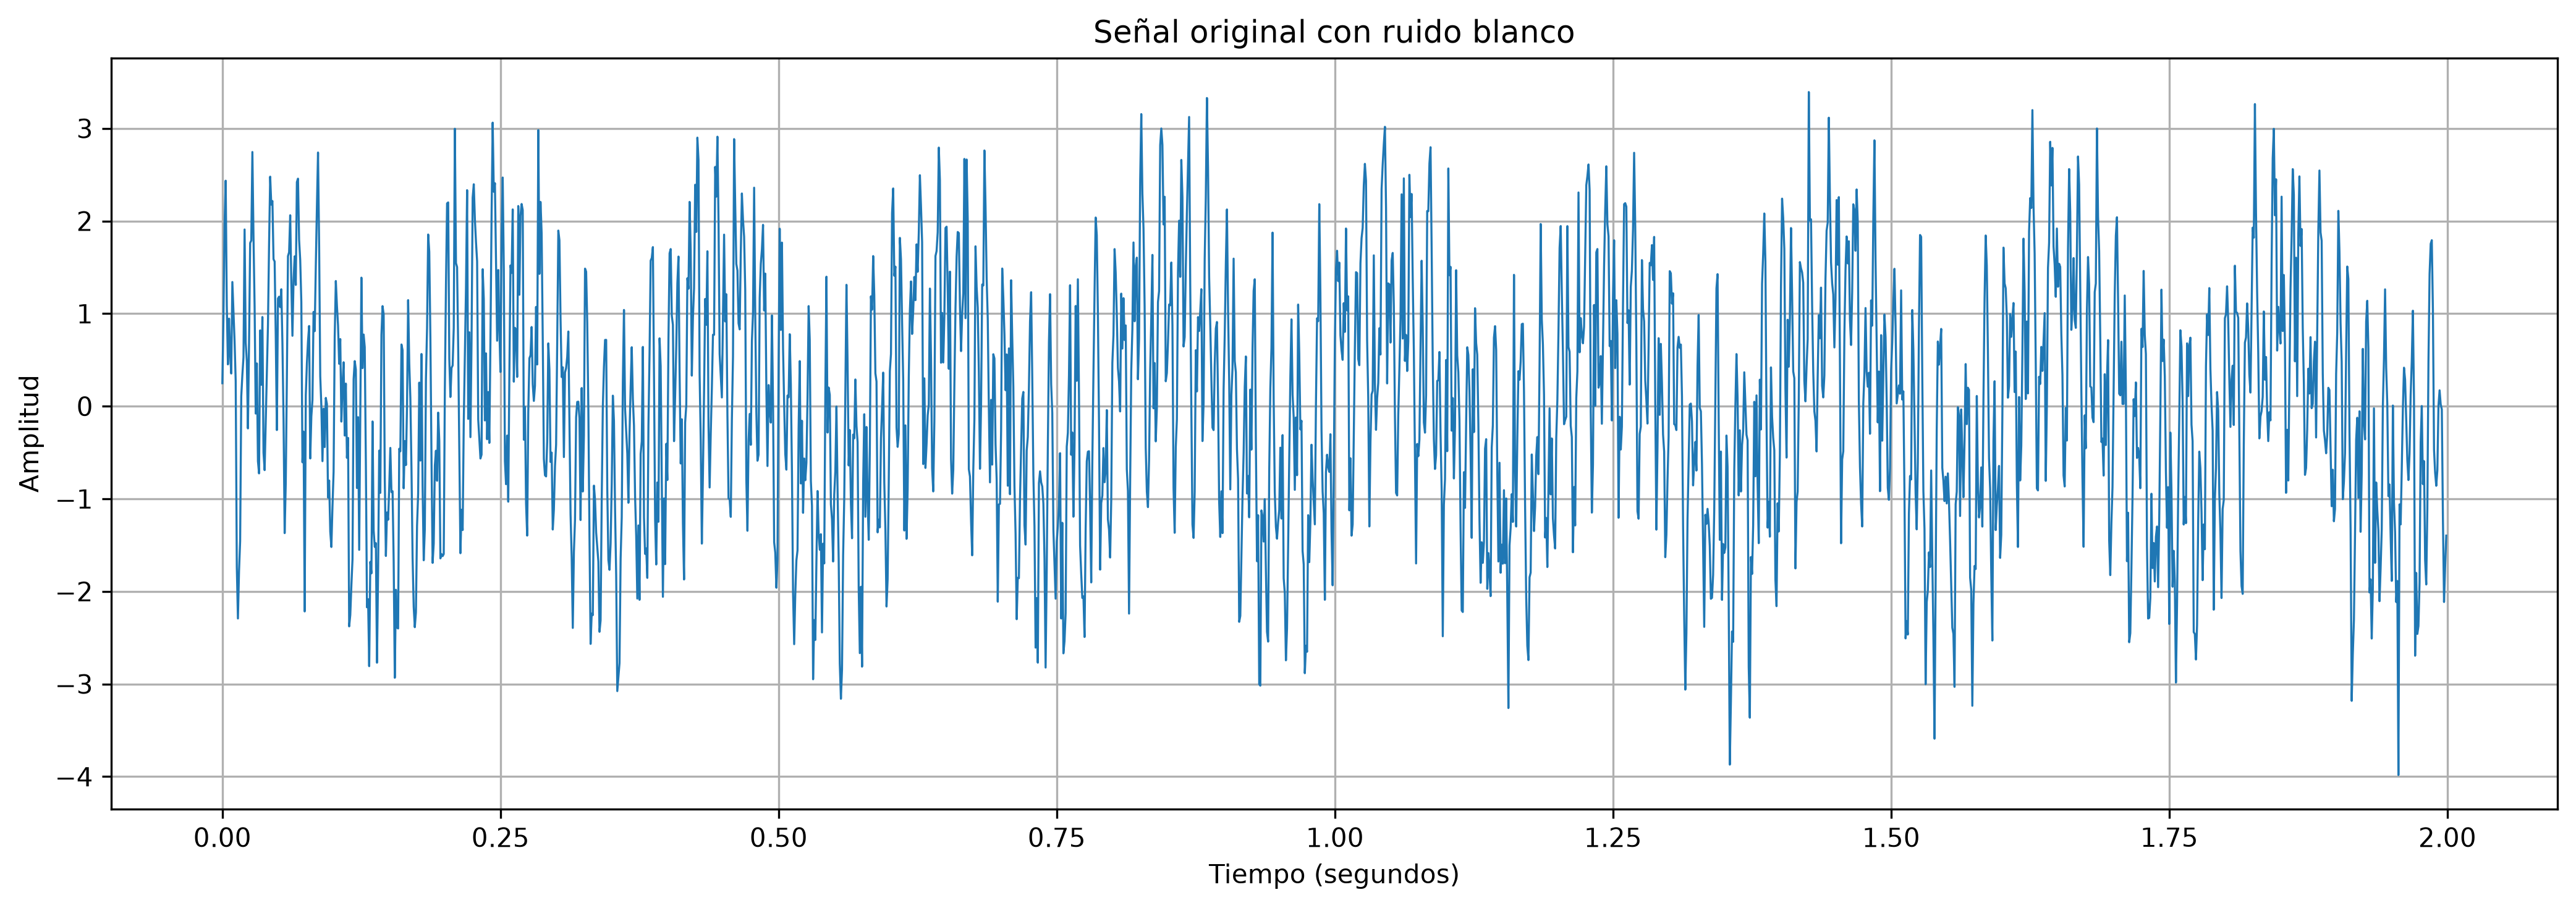 Señal original con ruido blanco
Amplitud
3
2
1
0
−1
−2
−3
−4
0.00 0.25 0.50 0.75 1.00 1.25 1.50 1.75 2.00
Tiempo (segundos)